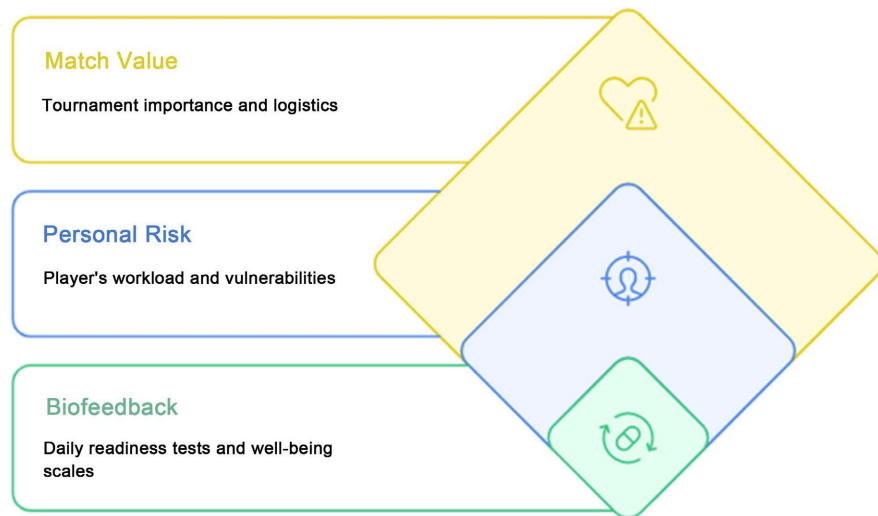 Match Value
Tournament importance and logistics
Personal Risk
Player's workload and vulnerabilities
Biofeedback
Daily readiness tests and well-being
scales